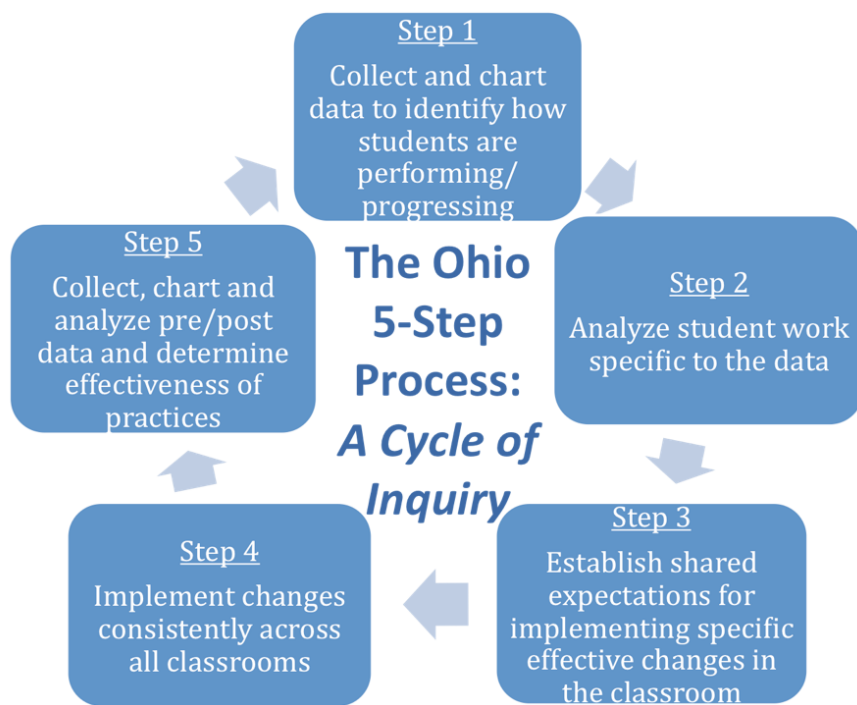 Step 1
Collect and chart
data to identify how
students are
performing/
progressing
Step 2
Analyze student work
specific to the data
Step 3
Establish shared
expectations for
implementing specific
effective changes in
the classroom
Step 4
Implement changes
consistently across
all classrooms
Step 5
Collect, chart and
analyze pre/post
data and determine
effectiveness of
practices
The Ohio
5-Step
Process:
A Cycle of
Inquiry